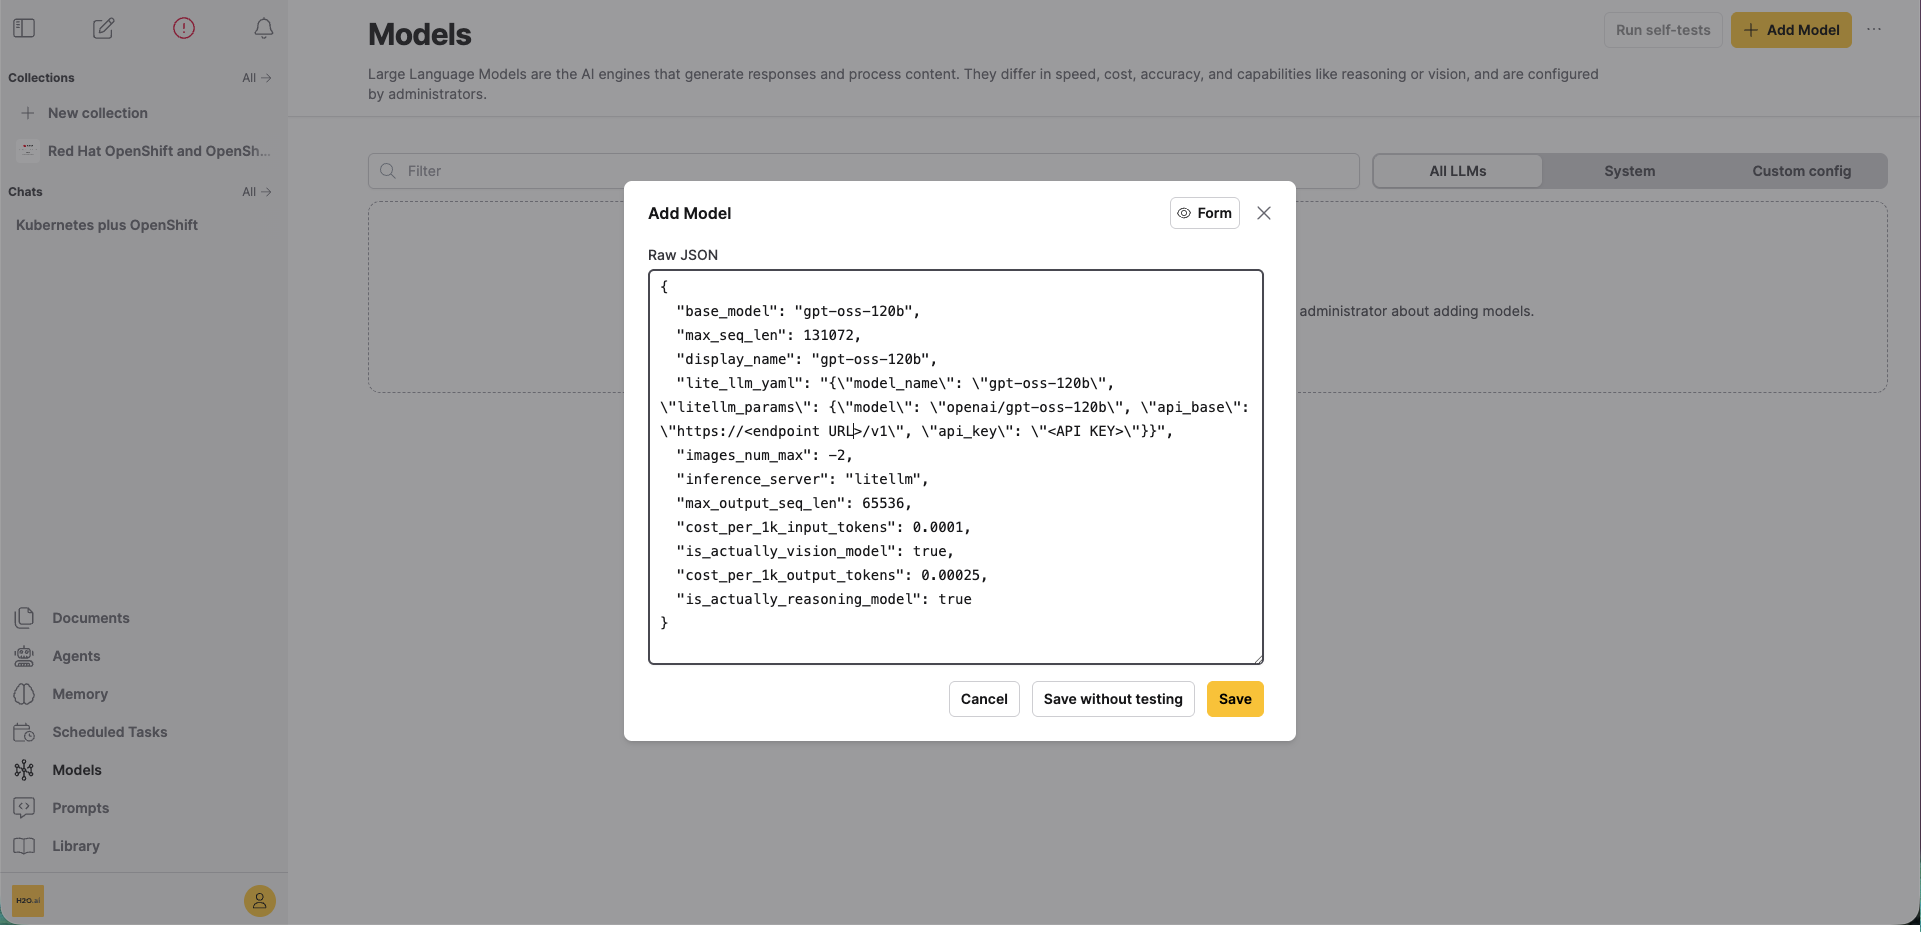 Collections
All
New collection
Red Hat OpenShift and OpenSh...
Chats
All
Kubernetes plus OpenShift
Documents
Agents
Memory
Scheduled Tasks
Models
Prompts
Library
H2O.ai
Models
Run self-tests
Add Model
Large Language Models are the AI engines that generate responses and process content. They differ in speed, cost, accuracy, and capabilities like reasoning or vision, and are configured
by administrators.
Filter
All LLMs
System
Custom config
administrator about adding models.
Add Model
Form
Raw JSON
{
"base_model": "gpt-oss-120b",
"max_seq_len": 131072,
"display_name": "gpt-oss-120b",
"lite_llm_yaml": "{\"model_name\": \"gpt-oss-120b\",
\"litellm_params\": {\"model\": \"openai/gpt-oss-120b\", \"api_base\":
\"https://<endpoint URL>/v1\", \"api_key\": \"<API KEY>\"}}",
"images_num_max": -2,
"inference_server": "litellm",
"max_output_seq_len": 65536,
"cost_per_1k_input_tokens": 0.0001,
"is_actually_vision_model": true,
"cost_per_1k_output_tokens": 0.00025,
"is_actually_reasoning_model": true
}
Cancel
Save without testing
Save